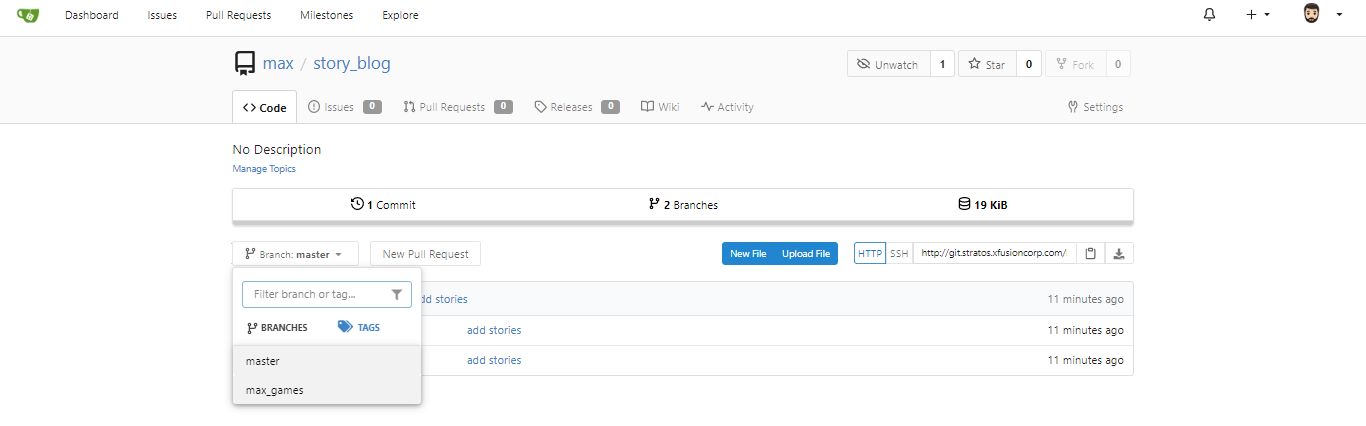 Dashboard Issues Pull Requests Milestones Explore
max / story_blog
Unwatch 1 Star 0 Fork 0
Code Issues 0 Pull Requests 0 Releases 0 Wiki Activity Settings
No Description
Manage Topics
1 Commit 2 Branches 19 KiB
Branch: master New Pull Request New File Upload File HTTP SSH http://git.stratos.xfusioncorp.com/
Filter branch or tag...
dd stories 11 minutes ago
BRANCHES TAGS
add stories 11 minutes ago
master
add stories 11 minutes ago
max_games